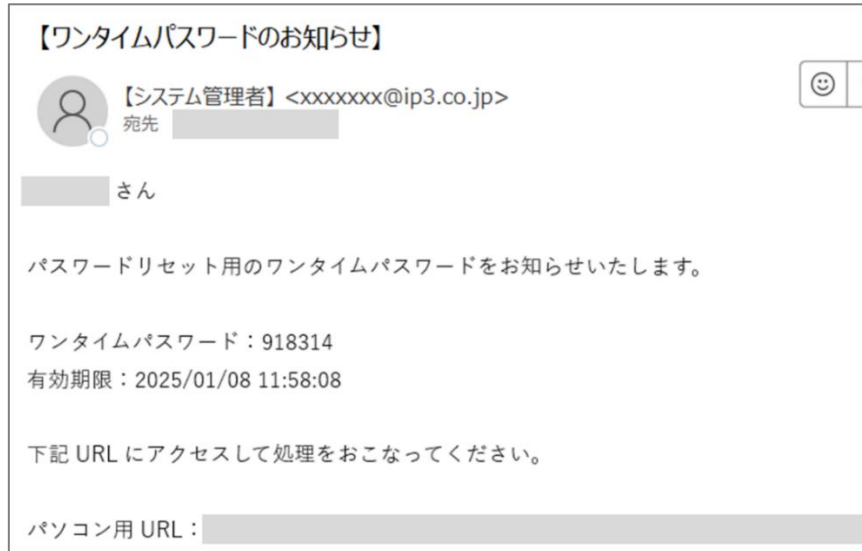 【ワンタイムパスワードのお知らせ】
【システム管理者】<xxxxxxx@ip3.co.jp>
宛先
さん
パスワードリセット用のワンタイムパスワードをお知らせいたします。
ワンタイムパスワード：918314
有効期限：2025/01/08 11:58:08
下記 URL にアクセスして処理をおこなってください。
パソコン用 URL：